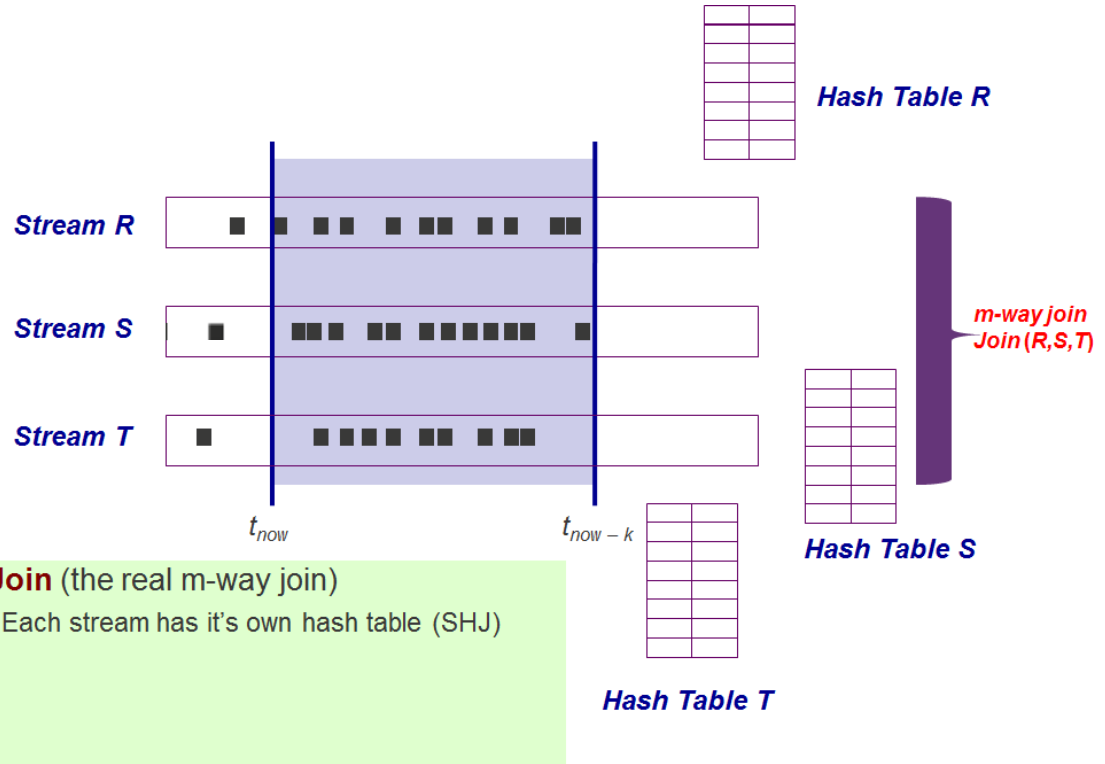 Hash Table R
Stream R
Stream S
m-way join
Join (R,S,T)
Stream T
t_now
t_now – k
Hash Table S
Join (the real m-way join)
Each stream has it's own hash table (SHJ)
Hash Table T